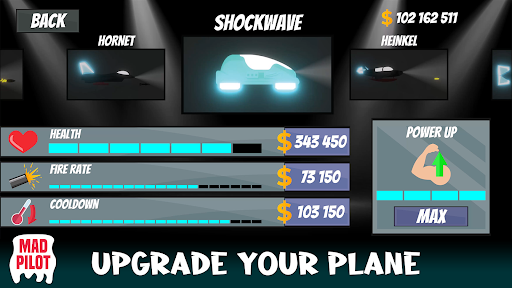 BACK
SHOCKWAVE
$ 102 162 511
HORNET
HEINKEL
HEALTH
$ 343 450
FIRE RATE
$ 73 150
COOLDOWN
$ 103 150
POWER UP
MAX
MAD
PILOT
UPGRADE YOUR PLANE